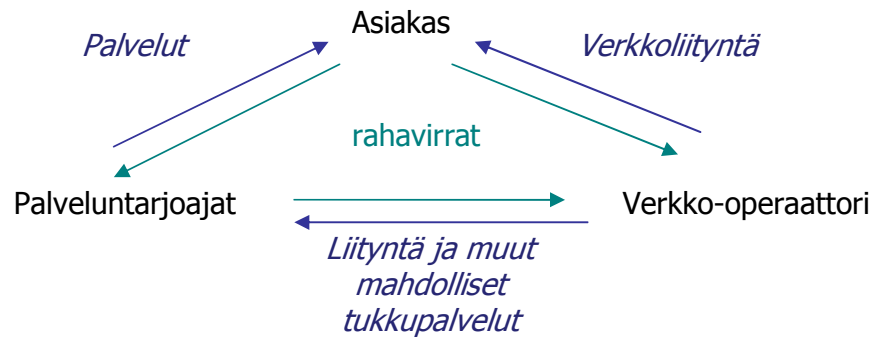 Asiakas
Palvelut
Verkkoliityntä
rahavirrat
Palveluntarjoajat
Verkko-operaattori
Liityntä ja muut
mahdolliset
tukkupalvelut